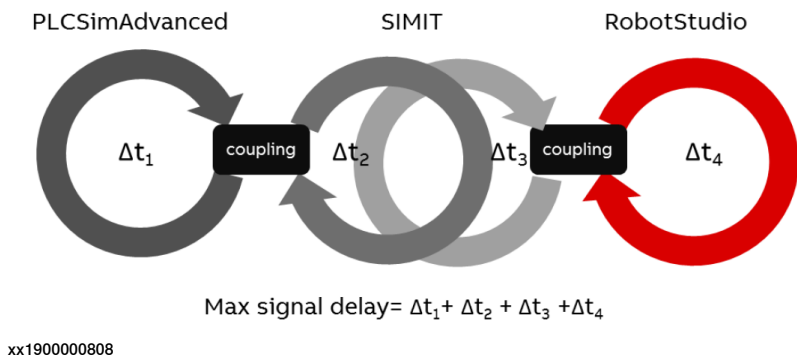 PLCSimAdvanced SIMIT RobotStudio
Δt₁ coupling Δt₂ Δt₃ coupling Δt₄
Max signal delay= Δt₁+ Δt₂ + Δt₃ +Δt₄
xx1900000808